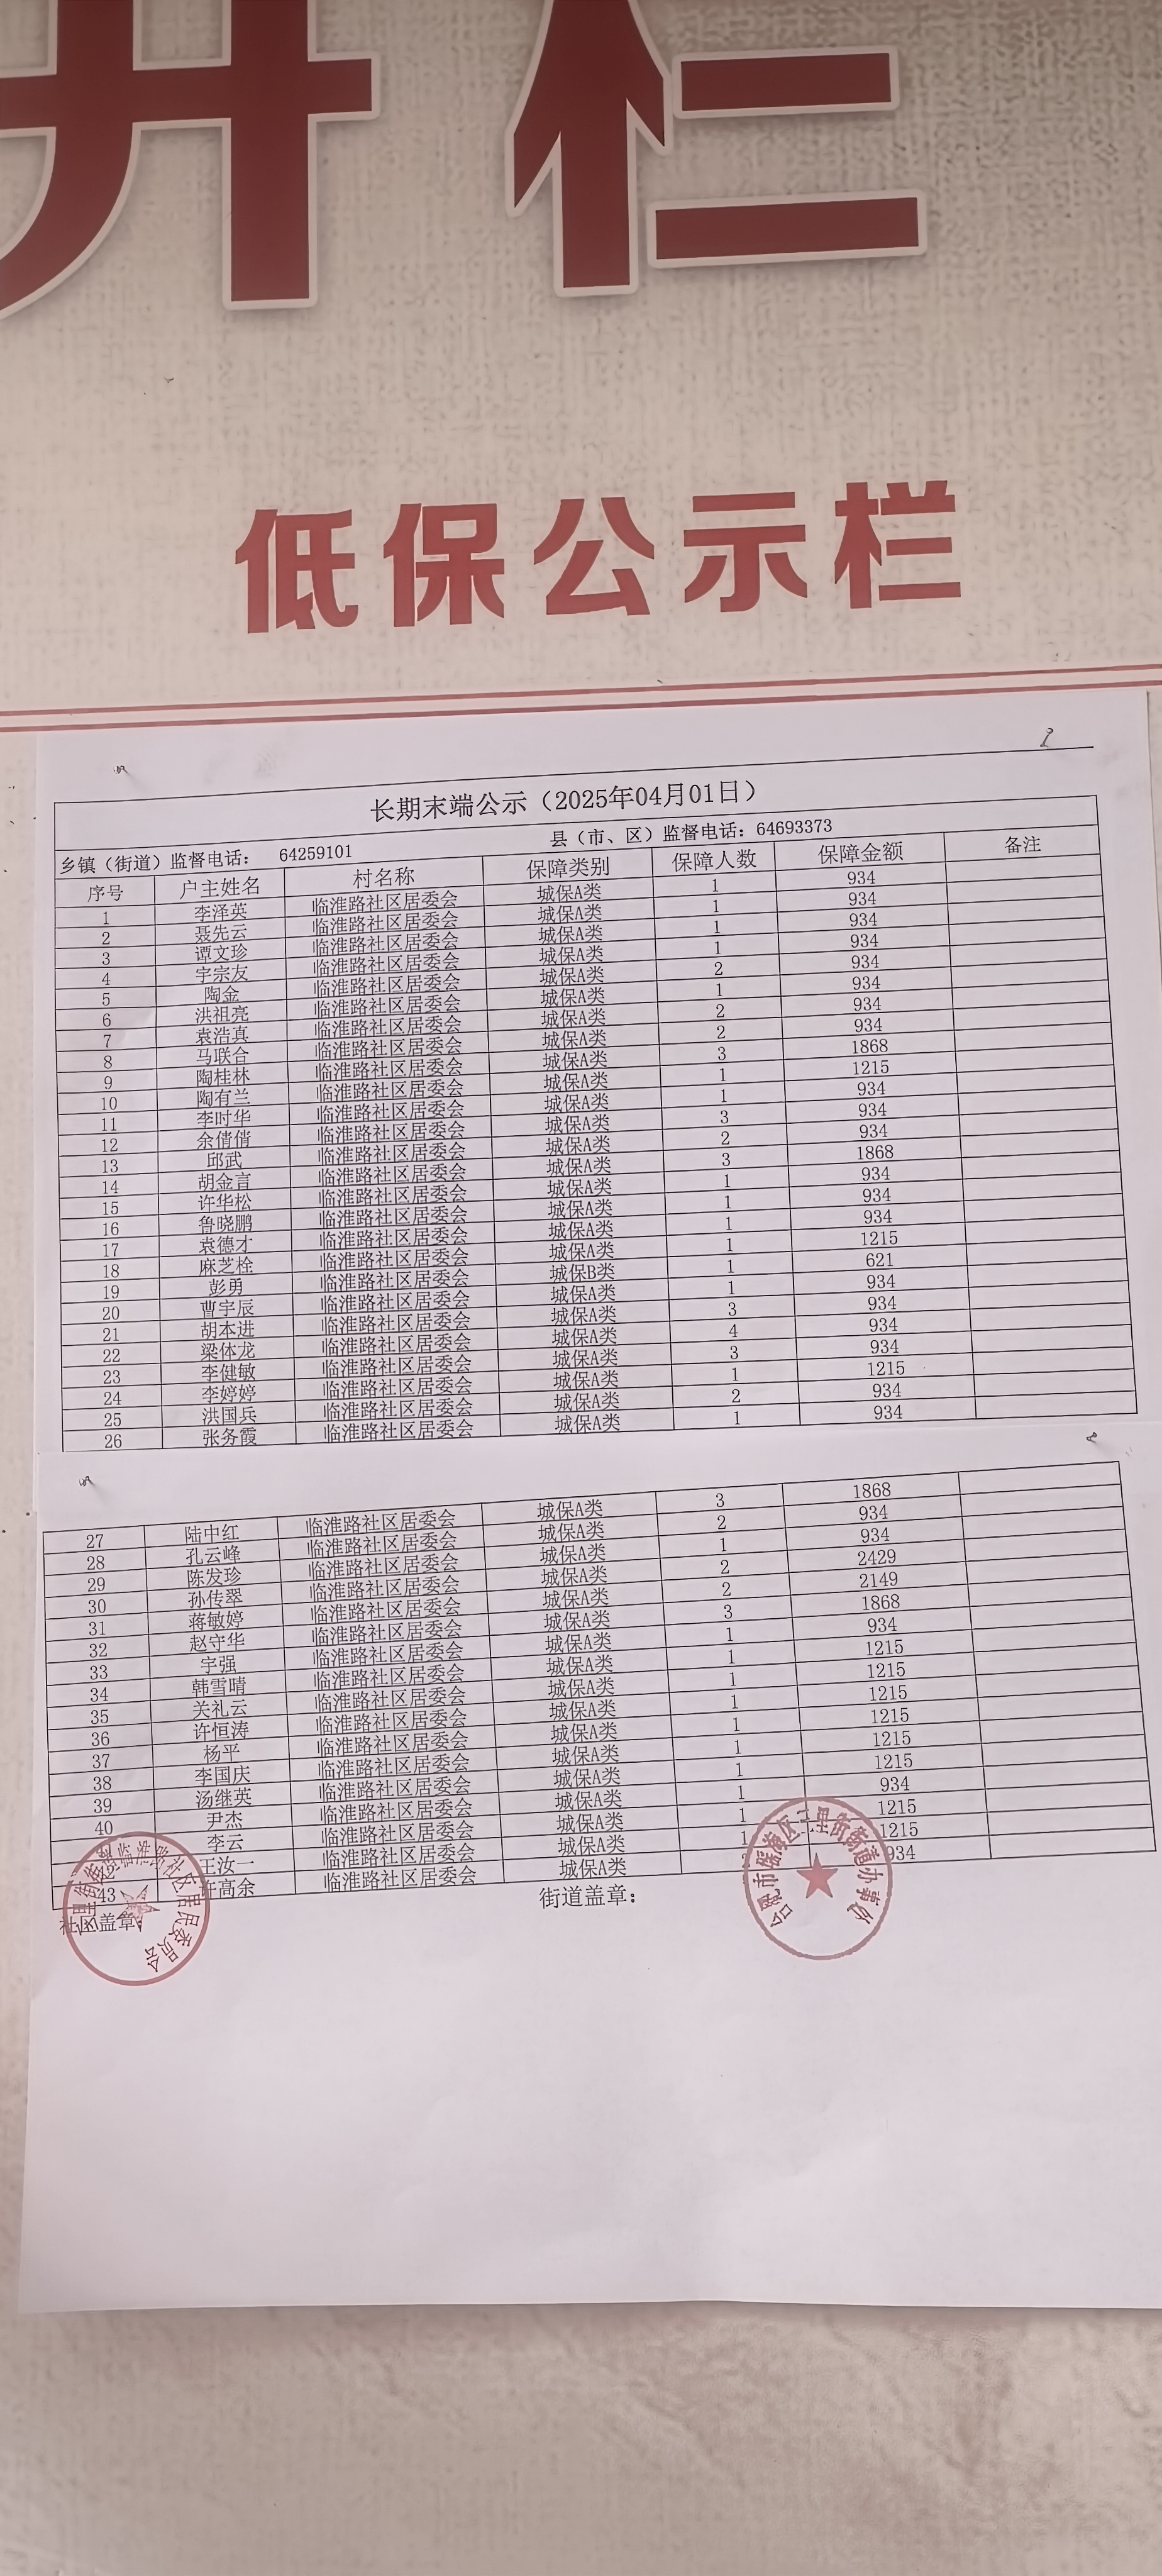 开栏
低保公示栏
长期末端公示（2025年04月01日）
乡镇（街道）监督电话： 64259101 县（市、区）监督电话：64693373
序号 户主姓名 村名称 保障类别 保障人数 保障金额 备注
1 李泽英 临淮路社区居委会 城保A类 1 934
2 聂先云 临淮路社区居委会 城保A类 1 934
3 谭文珍 临淮路社区居委会 城保A类 1 934
4 宇宗友 临淮路社区居委会 城保A类 1 934
5 陶金 临淮路社区居委会 城保A类 2 934
6 洪祖亮 临淮路社区居委会 城保A类 1 934
7 袁浩真 临淮路社区居委会 城保A类 2 934
8 马联合 临淮路社区居委会 城保A类 2 934
9 陶桂林 临淮路社区居委会 城保A类 3 1868
10 陶有兰 临淮路社区居委会 城保A类 1 1215
11 李时华 临淮路社区居委会 城保A类 1 934
12 余倩倩 临淮路社区居委会 城保A类 3 934
13 邱武 临淮路社区居委会 城保A类 2 934
14 胡金言 临淮路社区居委会 城保A类 3 1868
15 许华松 临淮路社区居委会 城保A类 1 934
16 鲁晓鹏 临淮路社区居委会 城保A类 1 934
17 袁德才 临淮路社区居委会 城保A类 1 934
18 麻芝栓 临淮路社区居委会 城保A类 1 1215
19 彭勇 临淮路社区居委会 城保B类 1 621
20 曹宇辰 临淮路社区居委会 城保A类 1 934
21 胡本进 临淮路社区居委会 城保A类 3 934
22 梁体龙 临淮路社区居委会 城保A类 4 934
23 李健敏 临淮路社区居委会 城保A类 3 934
24 李婷婷 临淮路社区居委会 城保A类 1 1215
25 洪国兵 临淮路社区居委会 城保A类 2 934
26 张务霞 临淮路社区居委会 城保A类 1 934
27 陆中红 临淮路社区居委会 城保A类 3 1868
28 孔云峰 临淮路社区居委会 城保A类 2 934
29 陈发珍 临淮路社区居委会 城保A类 1 934
30 孙传翠 临淮路社区居委会 城保A类 2 2429
31 蒋敏婷 临淮路社区居委会 城保A类 2 2149
32 赵守华 临淮路社区居委会 城保A类 3 1868
33 宇强 临淮路社区居委会 城保A类 1 934
34 韩雪晴 临淮路社区居委会 城保A类 1 1215
35 关礼云 临淮路社区居委会 城保A类 1 1215
36 许恒涛 临淮路社区居委会 城保A类 1 1215
37 杨平 临淮路社区居委会 城保A类 1 1215
38 李国庆 临淮路社区居委会 城保A类 1 1215
39 汤继英 临淮路社区居委会 城保A类 1 1215
40 尹杰 临淮路社区居委会 城保A类 1 934
李云 临淮路社区居委会 城保A类 1 1215
王汝一 临淮路社区居委会 城保A类 1 1215
43 许高余 临淮路社区居委会 城保A类 934
社区盖章： 街道盖章：
临淮路社区居民委员会
合肥市瑶海区三里街街道办事处